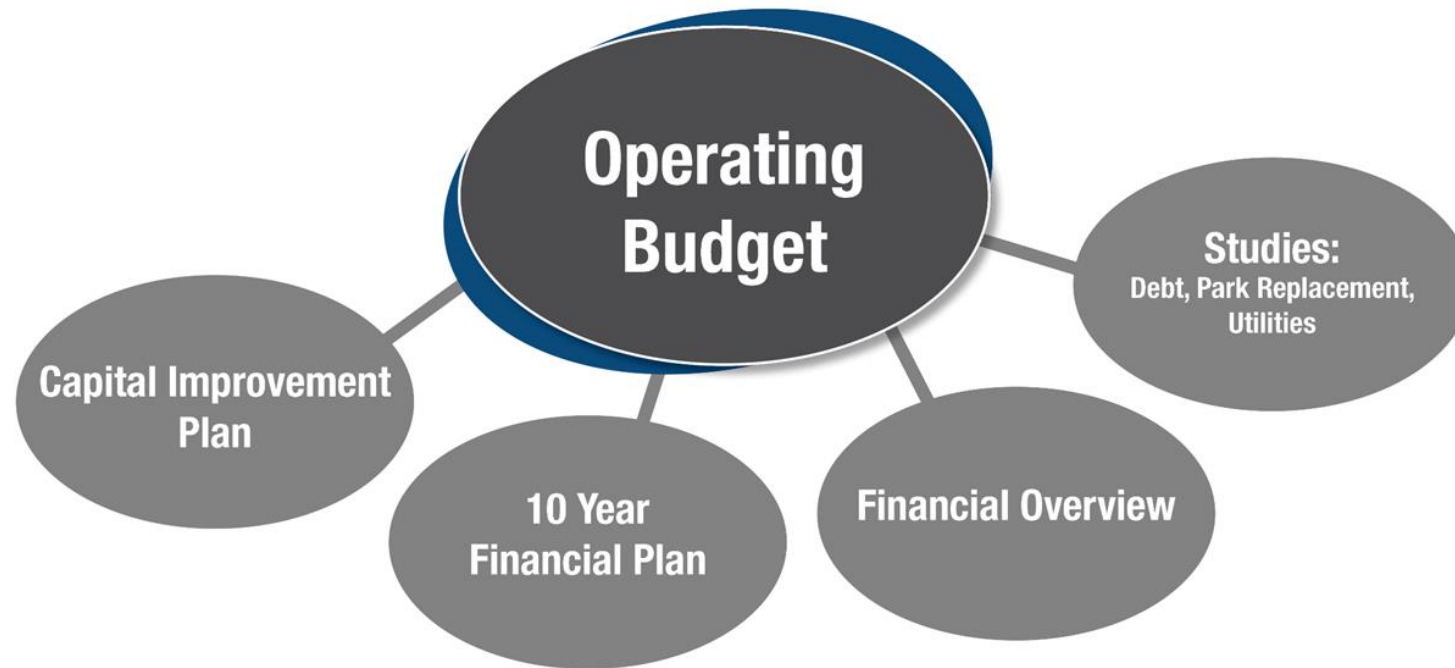 Operating
Budget
Capital Improvement
Plan
10 Year
Financial Plan
Financial Overview
Studies:
Debt, Park Replacement,
Utilities